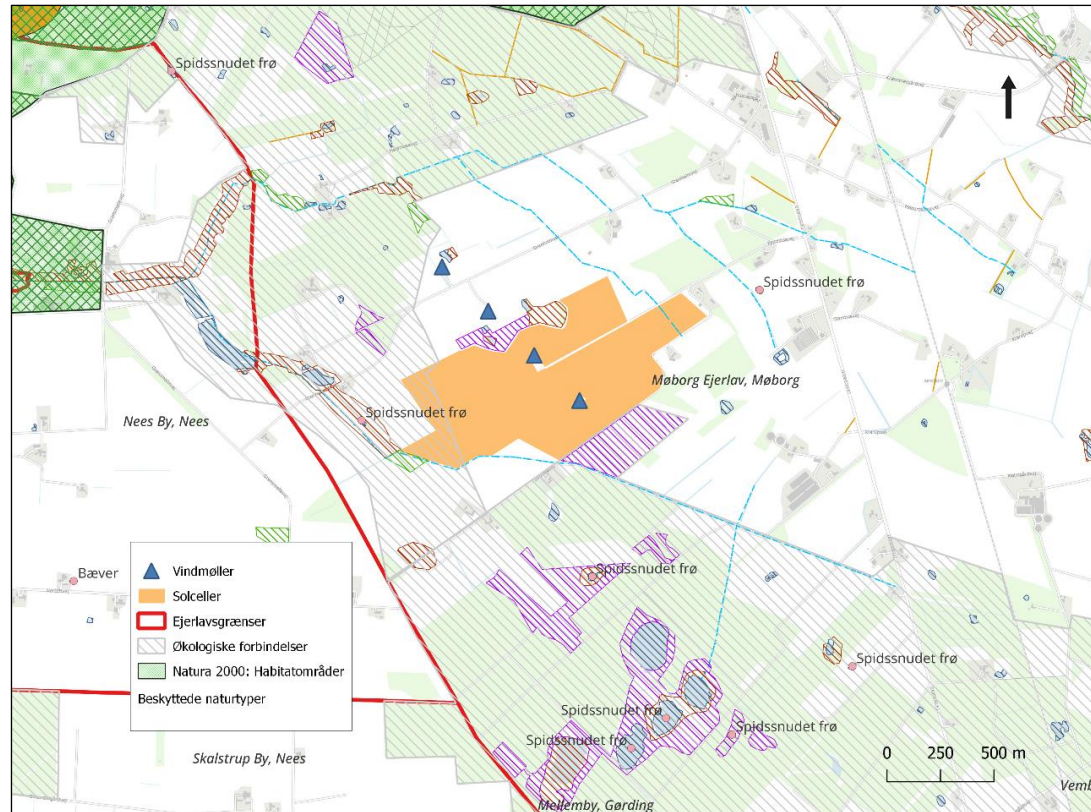 Spidssnudet frø
Spidssnudet frø
Møborg Ejerlav, Møborg
Nees By, Nees
Spidssnudet frø
Bæver
Spidssnudet frø
Spidssnudet frø
Spidssnudet frø
Spidssnudet frø
Spidssnudet frø
Vindmøller
Solceller
Ejerlavsgrænser
Økologiske forbindelser
Natura 2000: Habitatområder
Beskyttede naturtyper
Skalstrup By, Nees
Mellemby, Gørding
0 250 500 m
Vemb